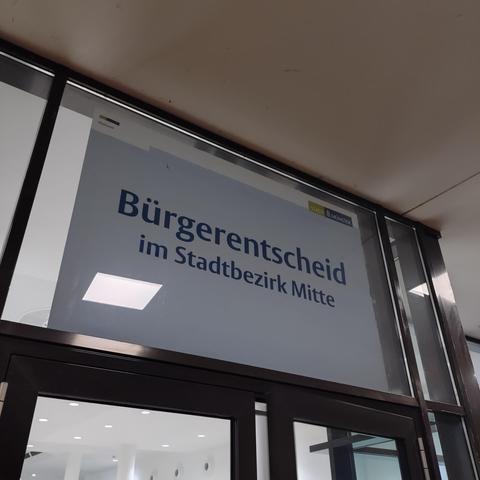 Bürgerentscheid
im Stadtbezirk Mitte